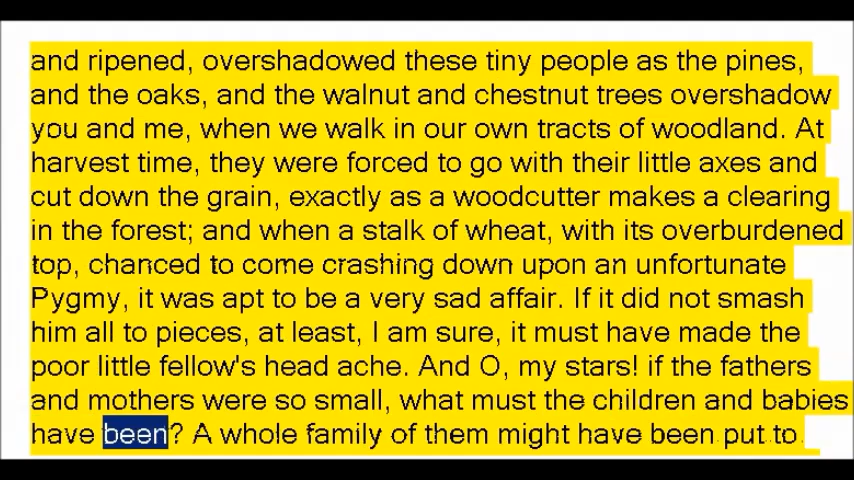 and ripened, overshadowed these tiny people as the pines,
and the oaks, and the walnut and chestnut trees overshadow
you and me, when we walk in our own tracts of woodland. At
harvest time, they were forced to go with their little axes and
cut down the grain, exactly as a woodcutter makes a clearing
in the forest; and when a stalk of wheat, with its overburdened
top, chanced to come crashing down upon an unfortunate
Pygmy, it was apt to be a very sad affair. If it did not smash
him all to pieces, at least, I am sure, it must have made the
poor little fellow's head ache. And O, my stars! if the fathers
and mothers were so small, what must the children and babies
have been? A whole family of them might have been put to